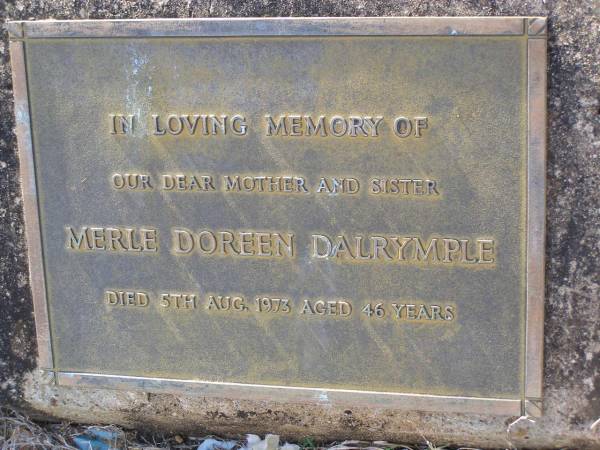 IN LOVING MEMORY OF
OUR DEAR MOTHER AND SISTER
MERLE DOREEN DALRYMPLE
DIED 5TH AUG. 1973 AGED 46 YEARS